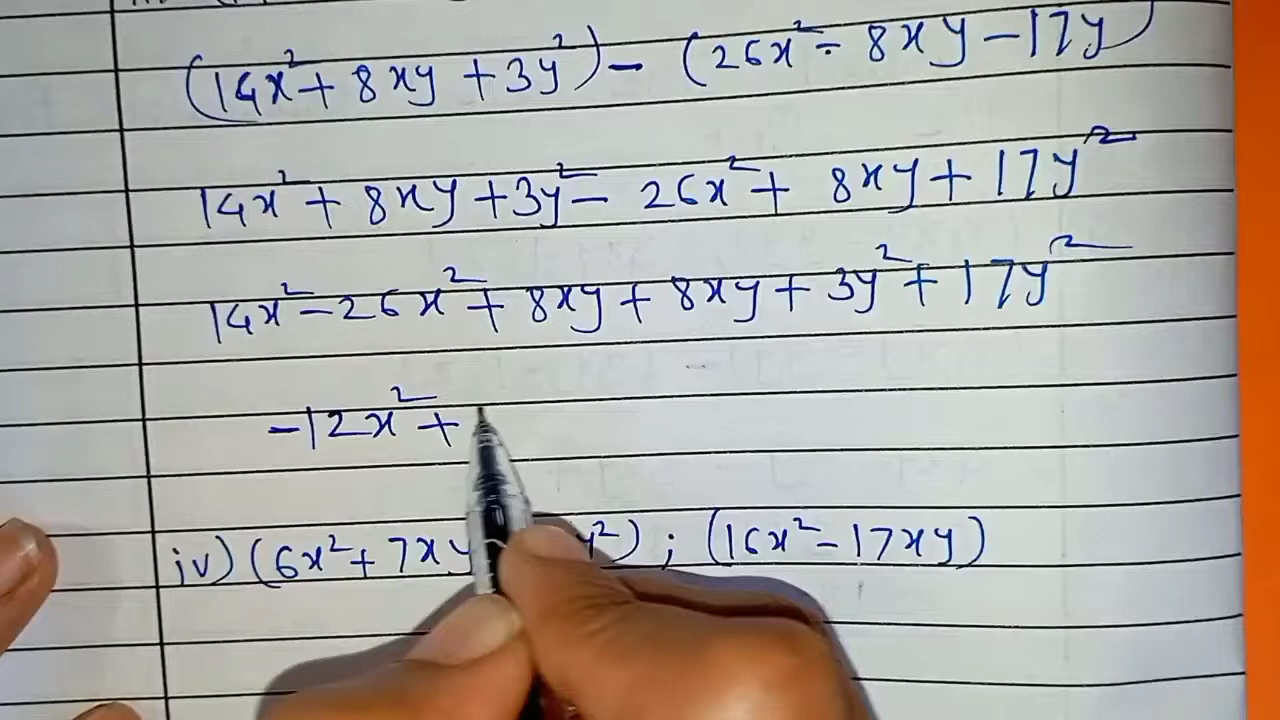 (14x² + 8xy + 3y²) - (26x² - 8xy - 17y)
14x² + 8xy + 3y² - 26x² + 8xy + 17y²
14x² - 26x² + 8xy + 8xy + 3y² + 17y²
-12x² +
iv) (6x² + 7xy y²) ; (16x² - 17xy)